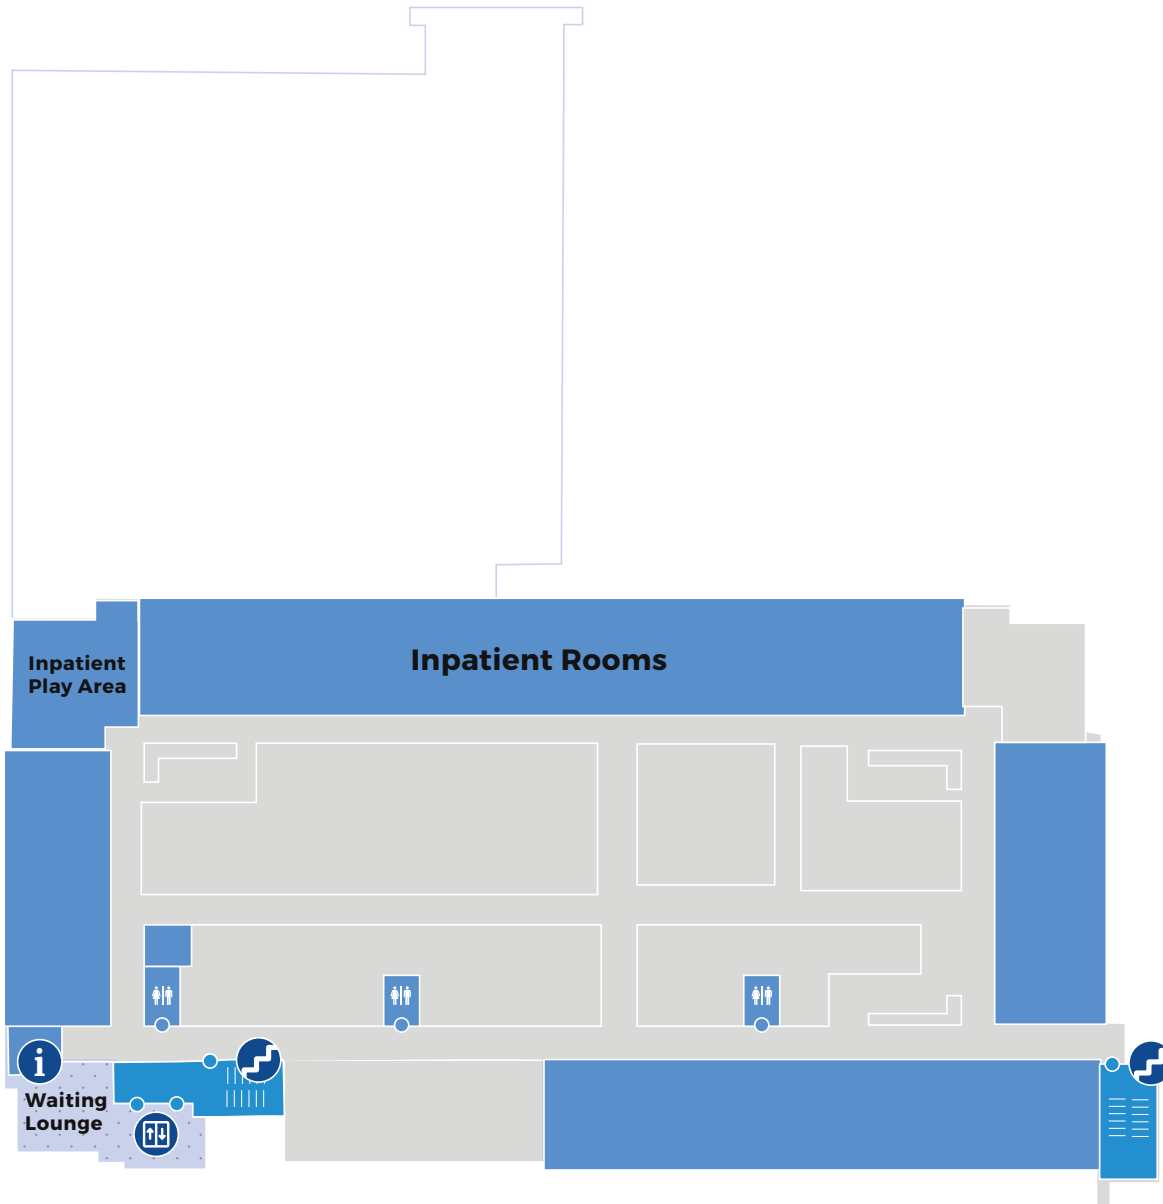 Inpatient Rooms
Inpatient
Play Area
i
Waiting
Lounge